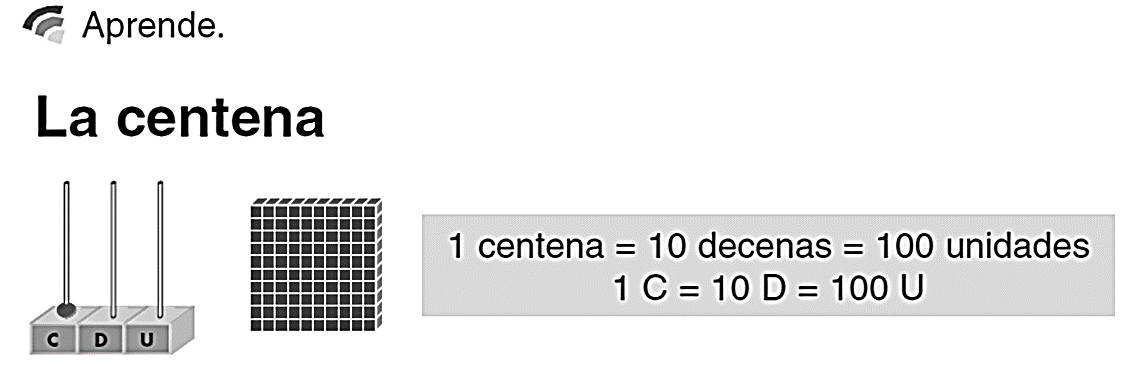 Aprende.
La centena
C D U
1 centena = 10 decenas = 100 unidades
1 C = 10 D = 100 U